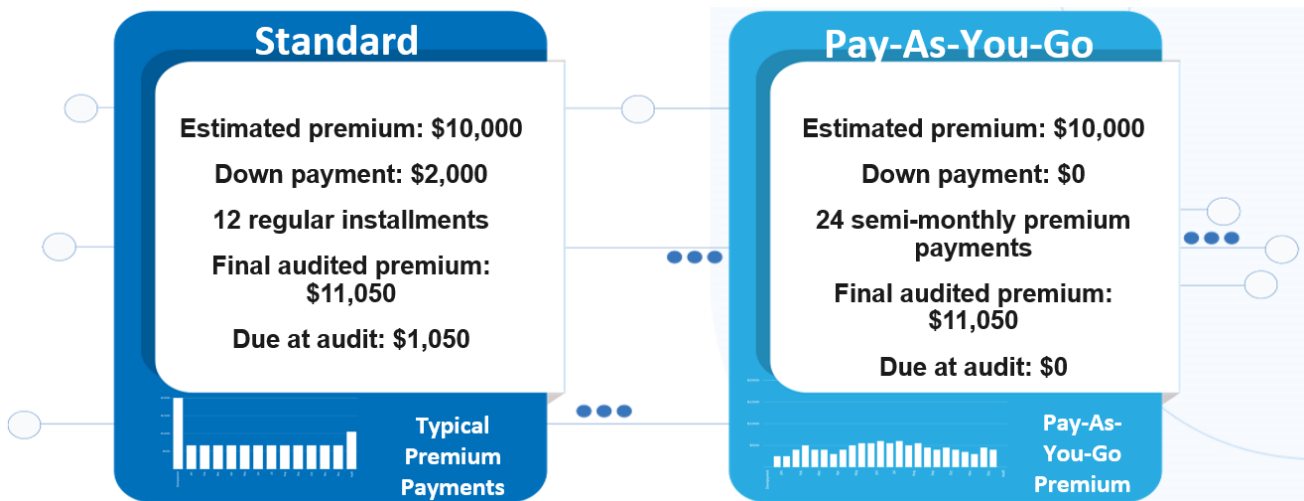 Standard
Estimated premium: $10,000
Down payment: $2,000
12 regular installments
Final audited premium:
$11,050
Due at audit: $1,050
Typical
Premium
Payments
Pay-As-You-Go
Estimated premium: $10,000
Down payment: $0
24 semi-monthly premium
payments
Final audited premium:
$11,050
Due at audit: $0
Pay-As-
You-Go
Premium